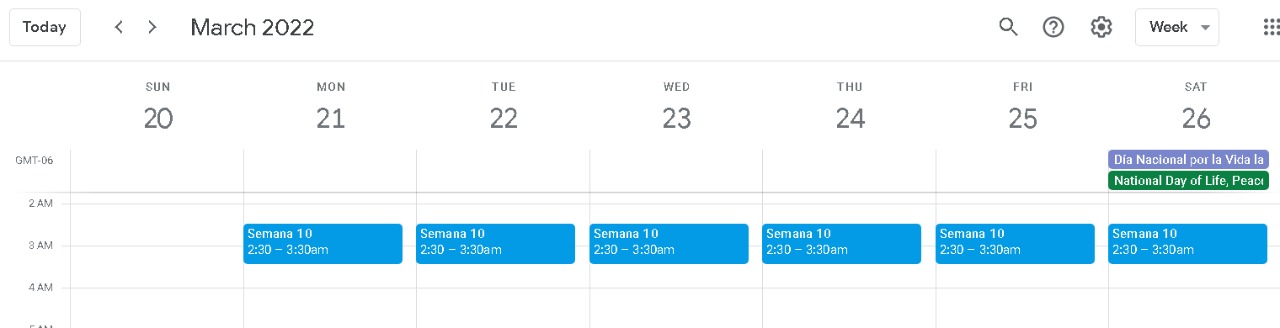 Today
March 2022
Week
SUN MON TUE WED THU FRI SAT
20 21 22 23 24 25 26
GMT-06
Día Nacional por la Vida la
National Day of Life, Peac
2 AM
Semana 10 Semana 10 Semana 10 Semana 10 Semana 10 Semana 10
3 AM
2:30 – 3:30am 2:30 – 3:30am 2:30 – 3:30am 2:30 – 3:30am 2:30 – 3:30am 2:30 – 3:30am
4 AM